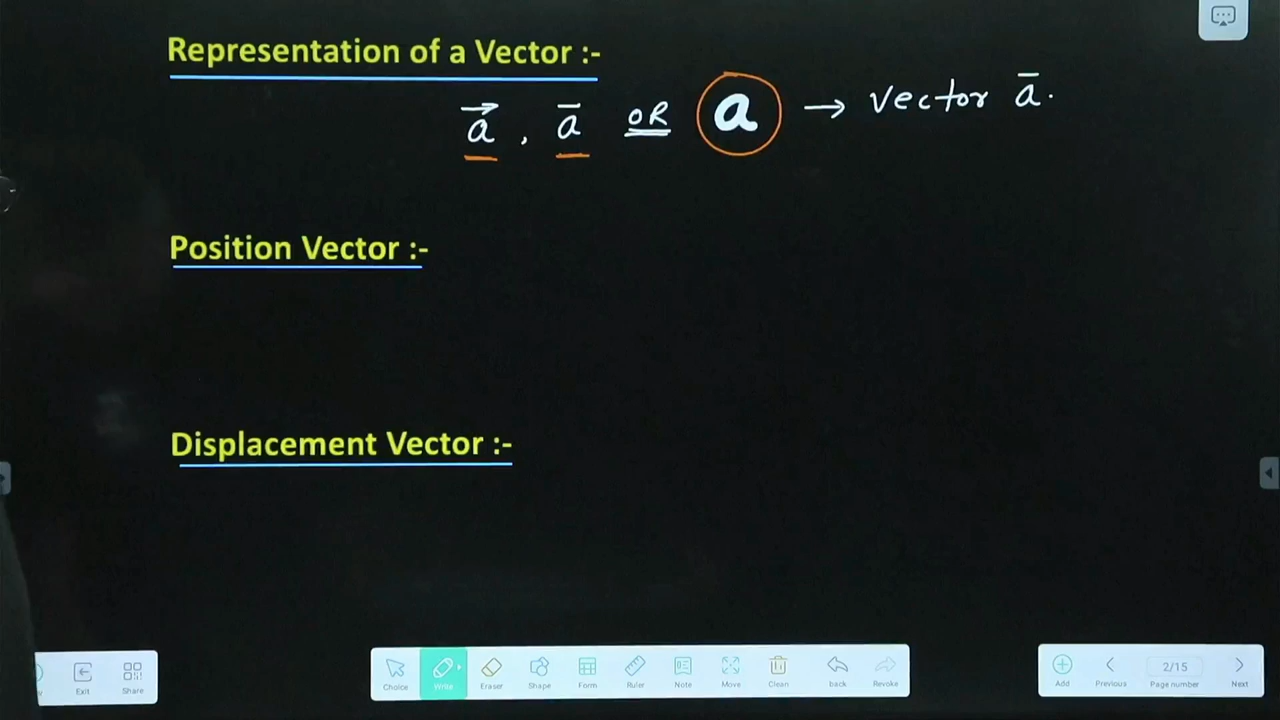 Representation of a Vector :-
a⃗ , a̅ OR a → vector a̅.
Position Vector :-
Displacement Vector :-
Exit Share
Choice Write Eraser Shape Form Ruler Note Move Clean back Revoke
Add Previous 2/15 Page number Next